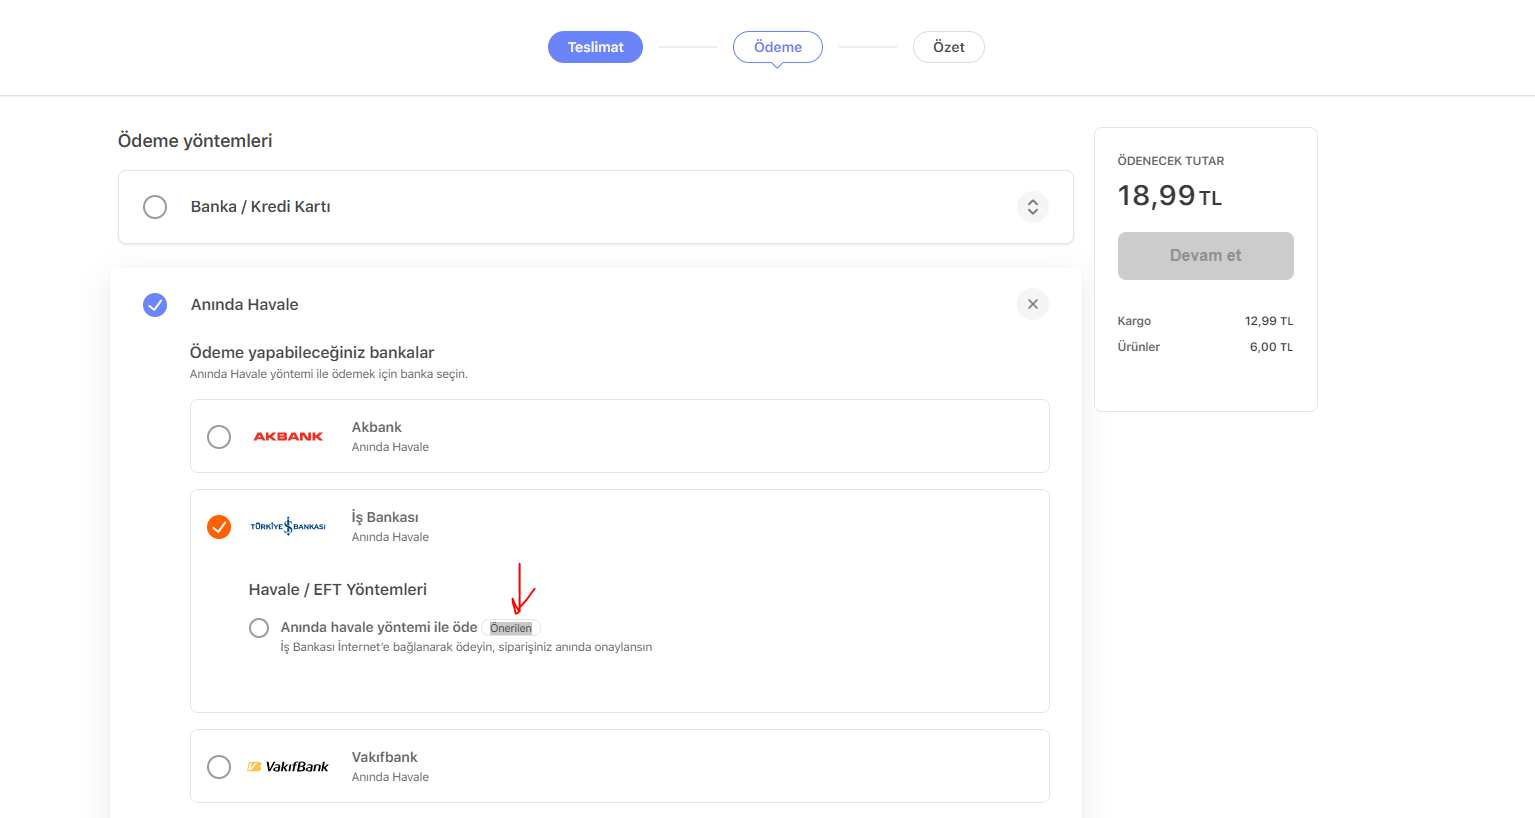 Teslimat
Ödeme
Özet
Ödeme yöntemleri
Banka / Kredi Kartı
Anında Havale
Ödeme yapabileceğiniz bankalar
Anında Havale yöntemi ile ödemek için banka seçin.
AKBANK
Akbank
Anında Havale
TÜRKİYE İŞ BANKASI
İş Bankası
Anında Havale
Havale / EFT Yöntemleri
Anında havale yöntemi ile öde Önerilen
İş Bankası İnternet'e bağlanarak ödeyin, siparişiniz anında onaylansın
VakıfBank
Vakıfbank
Anında Havale
ÖDENECEK TUTAR
18,99 TL
Devam et
Kargo 12,99 TL
Ürünler 6,00 TL